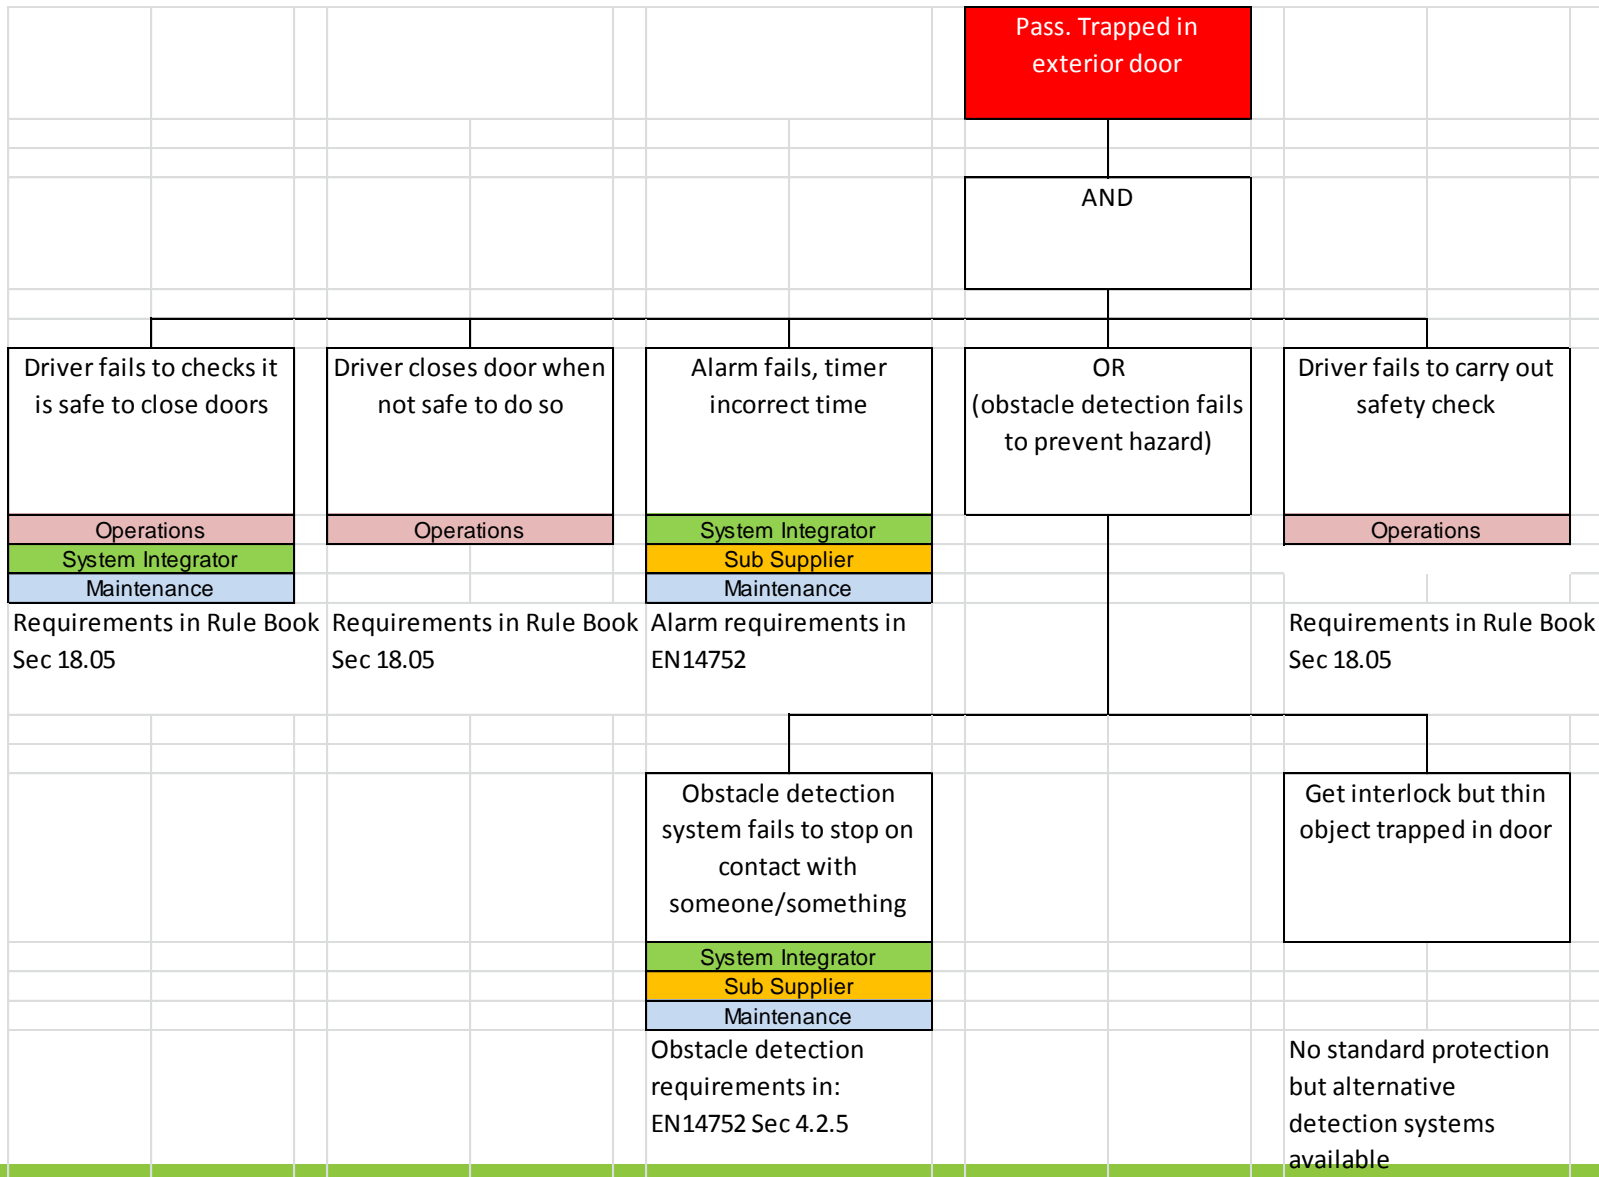 Pass. Trapped in
exterior door
AND
Driver fails to checks it
is safe to close doors
Operations
System Integrator
Maintenance
Requirements in Rule Book
Sec 18.05
Driver closes door when
not safe to do so
Operations
Requirements in Rule Book
Sec 18.05
Alarm fails, timer
incorrect time
System Integrator
Sub Supplier
Maintenance
Alarm requirements in
EN14752
OR
(obstacle detection fails
to prevent hazard)
Driver fails to carry out
safety check
Operations
Requirements in Rule Book
Sec 18.05
Obstacle detection
system fails to stop on
contact with
someone/something
System Integrator
Sub Supplier
Maintenance
Obstacle detection
requirements in:
EN14752 Sec 4.2.5
Get interlock but thin
object trapped in door
No standard protection
but alternative
detection systems
available